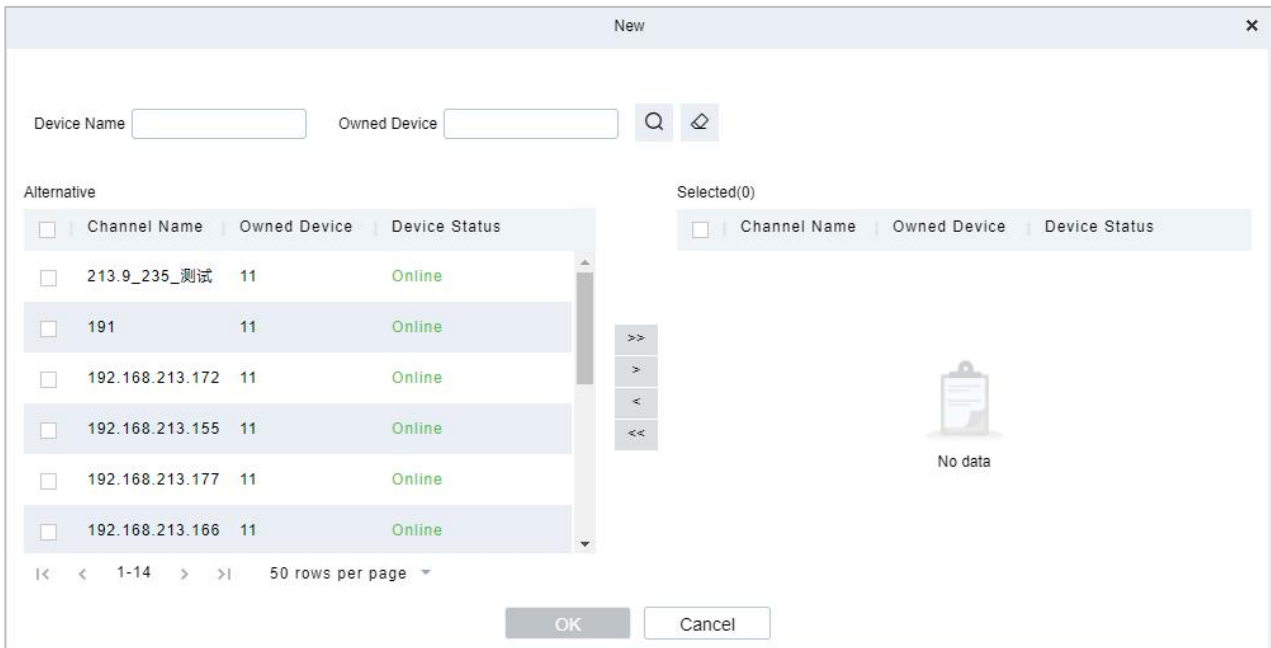 New
Device Name Owned Device
Alternative
Selected(0)
Channel Name Owned Device Device Status
Channel Name Owned Device Device Status
213.9_235_测试 11 Online
191 11 Online
192.168.213.172 11 Online
192.168.213.155 11 Online
192.168.213.177 11 Online
192.168.213.166 11 Online
>>
>
<
<<
No data
1-14 50 rows per page
OK Cancel